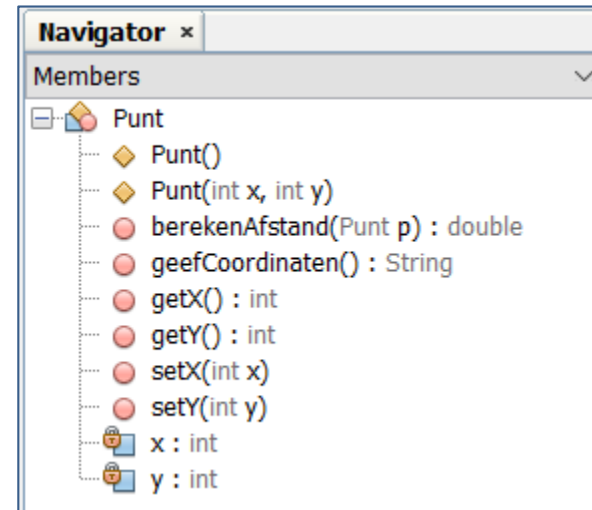 Navigator ×
Members
Punt
Punt()
Punt(int x, int y)
berekenAfstand(Punt p) : double
geefCoordinaten() : String
getX() : int
getY() : int
setX(int x)
setY(int y)
x : int
y : int